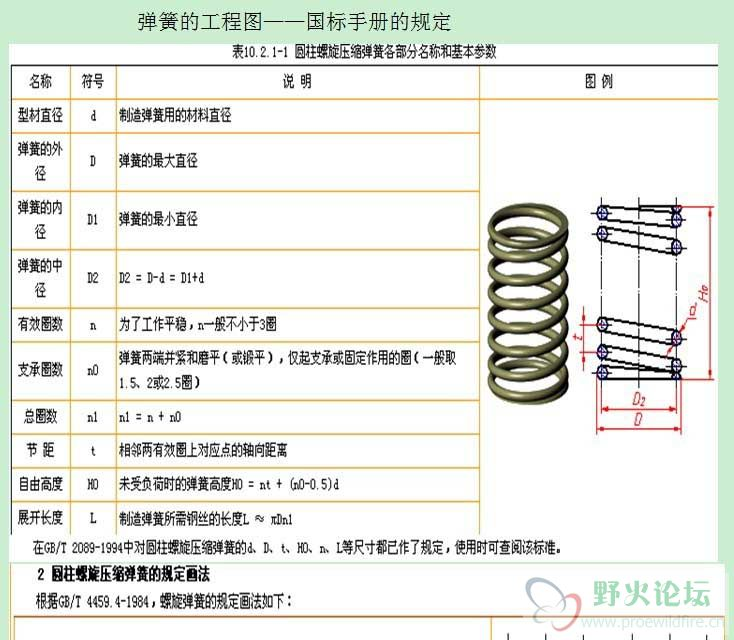 弹簧的工程图——国标手册的规定
表10.2.1-1 圆柱螺旋压缩弹簧各部分名称和基本参数
名称 符号 说 明 图 例
型材直径 d 制造弹簧用的材料直径
弹簧的外
径 D 弹簧的最大直径
弹簧的内
径 D1 弹簧的最小直径
弹簧的中
径 D2 D2 = D-d = D1+d
有效圈数 n 为了工作平稳,n一般不小于3圈
支承圈数 n0 弹簧两端并紧和磨平(或锻平),仅起支承或固定作用的圈(一般取
1.5、2或2.5圈)
总圈数 n1 n1 = n + n0
节 距 t 相邻两有效圈上对应点的轴向距离
自由高度 H0 未受负荷时的弹簧高度H0 = nt + (n0-0.5)d
展开长度 L 制造弹簧所需钢丝的长度L ≈ πDn1
t
d
H0
D2
D
在GB/T 2089-1994中对圆柱螺旋压缩弹簧的d、D、t、H0、n、L等尺寸都已作了规定,使用时可查阅该标准。
2 圆柱螺旋压缩弹簧的规定画法
根据GB/T 4459.4-1984,螺旋弹簧的规定画法如下:
野火论坛
www.proewildfire.cn